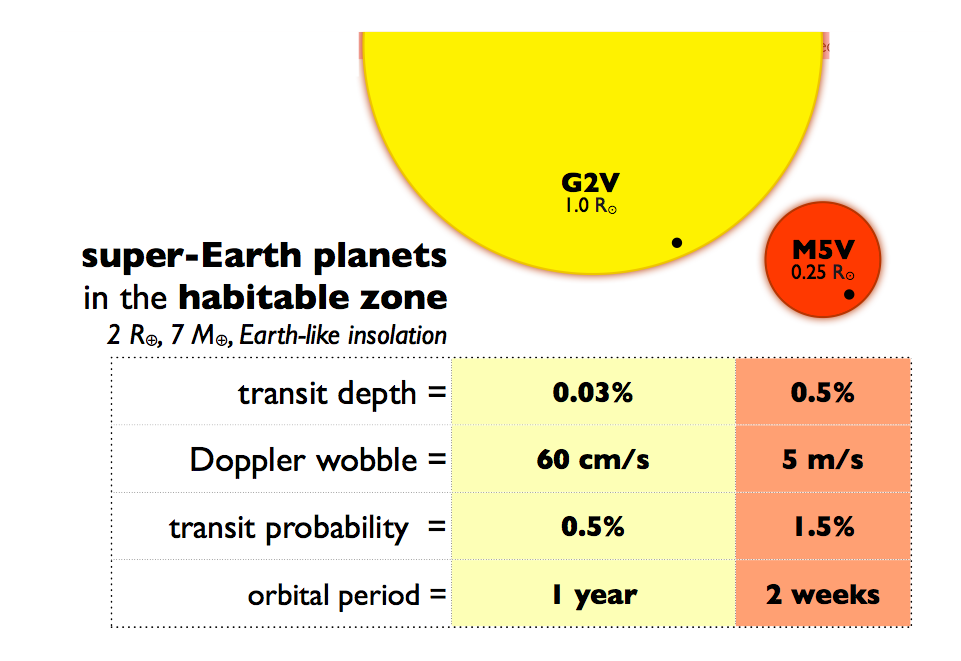 G2V
1.0 R☉
M5V
0.25 R☉
super-Earth planets
in the habitable zone
2 R⊕, 7 M⊕, Earth-like insolation
transit depth = 0.03% 0.5%
Doppler wobble = 60 cm/s 5 m/s
transit probability = 0.5% 1.5%
orbital period = 1 year 2 weeks